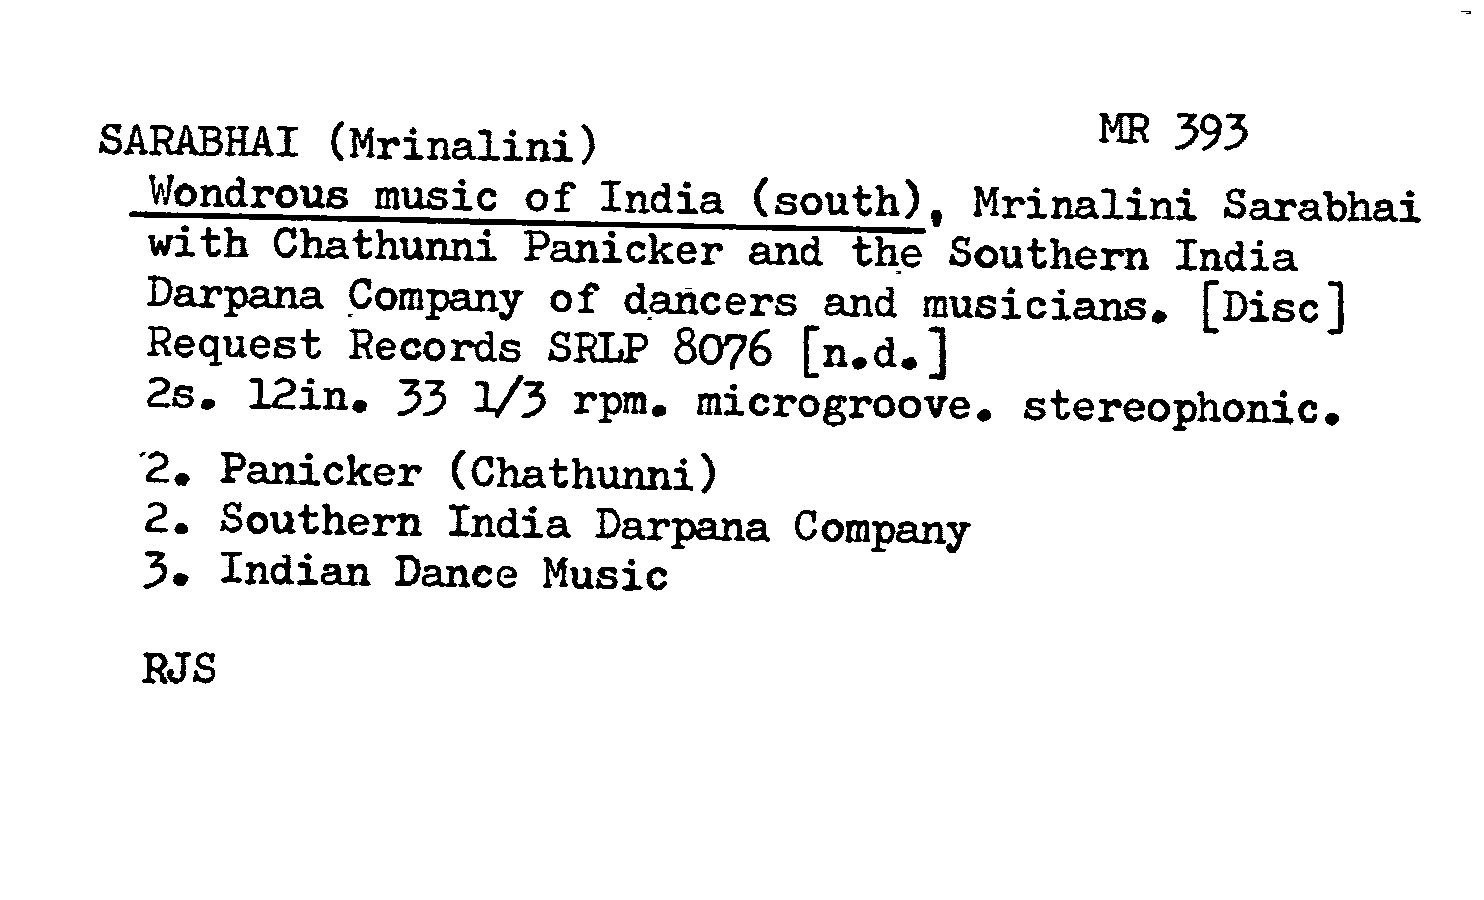 SARABHAI (Mrinalini) MR 393
Wondrous music of India (south), Mrinalini Sarabhai
with Chathunni Panicker and the Southern India
Darpana Company of dancers and musicians. [Disc]
Request Records SRLP 8076 [n.d.]
2s. 12in. 33 1/3 rpm. microgroove. stereophonic.
2. Panicker (Chathunni)
2. Southern India Darpana Company
3. Indian Dance Music
RJS